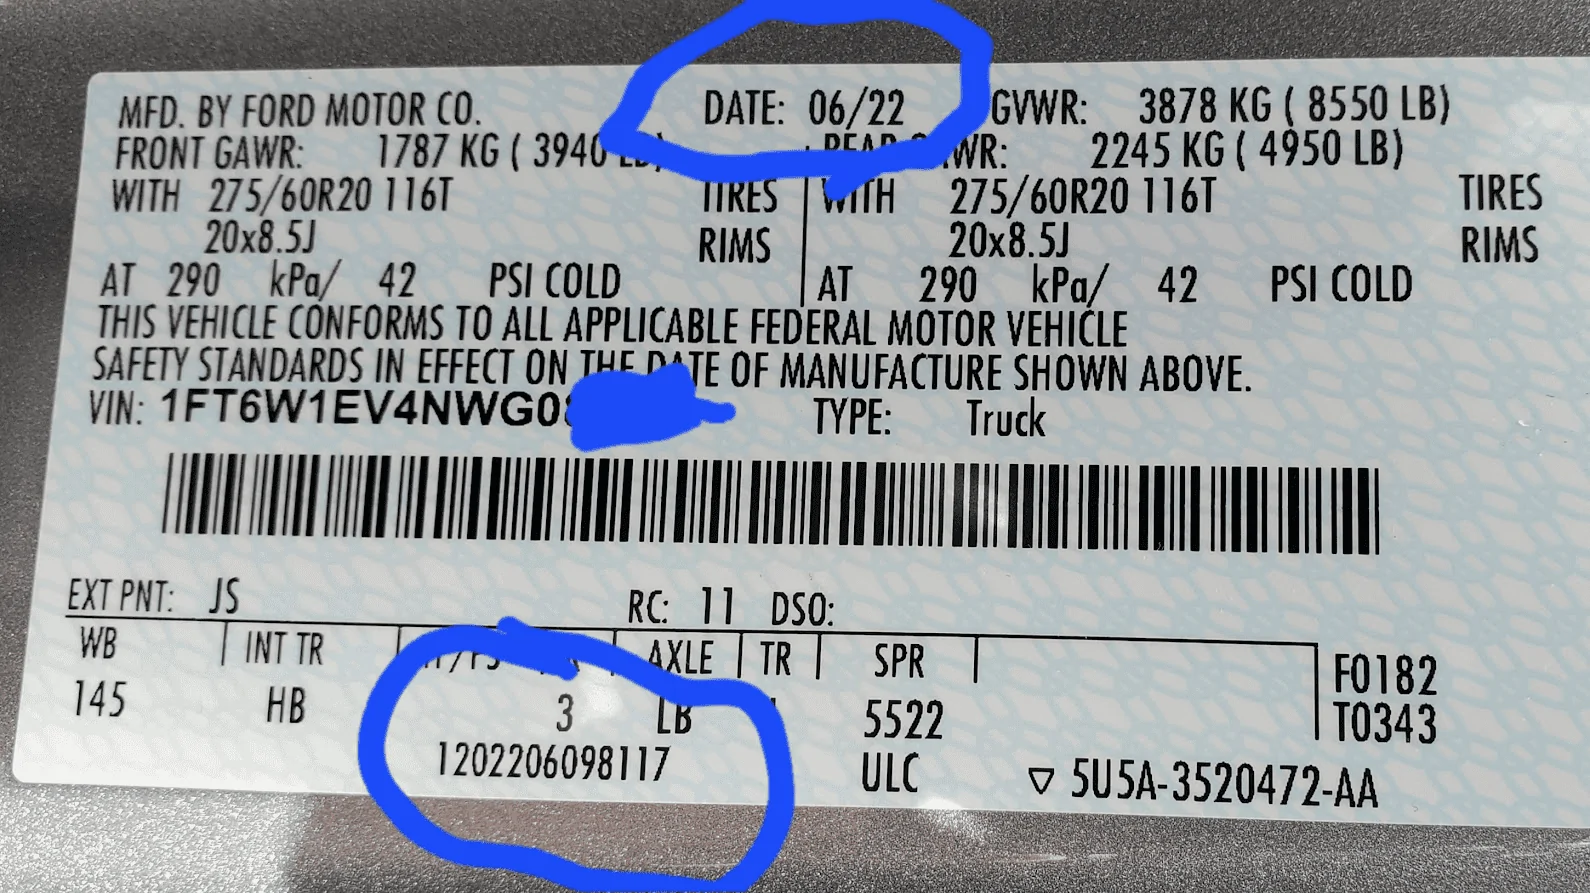 MFD. BY FORD MOTOR CO. DATE: 06/22 GVWR: 3878 KG ( 8550 LB)
FRONT GAWR: 1787 KG ( 3940 LB) REAR GAWR: 2245 KG ( 4950 LB)
WITH 275/60R20 116T TIRES WITH 275/60R20 116T TIRES
20x8.5J RIMS 20x8.5J RIMS
AT 290 kPa/ 42 PSI COLD AT 290 kPa/ 42 PSI COLD
THIS VEHICLE CONFORMS TO ALL APPLICABLE FEDERAL MOTOR VEHICLE
SAFETY STANDARDS IN EFFECT ON THE DATE OF MANUFACTURE SHOWN ABOVE.
VIN: 1FT6W1EV4NWG0 TYPE: Truck
EXT PNT: JS RC: 11 DSO:
WB INT TR AXLE TR SPR F0182
145 HB 3 LB 5522 T0343
1202206098117 ULC ▽ 5U5A-3520472-AA